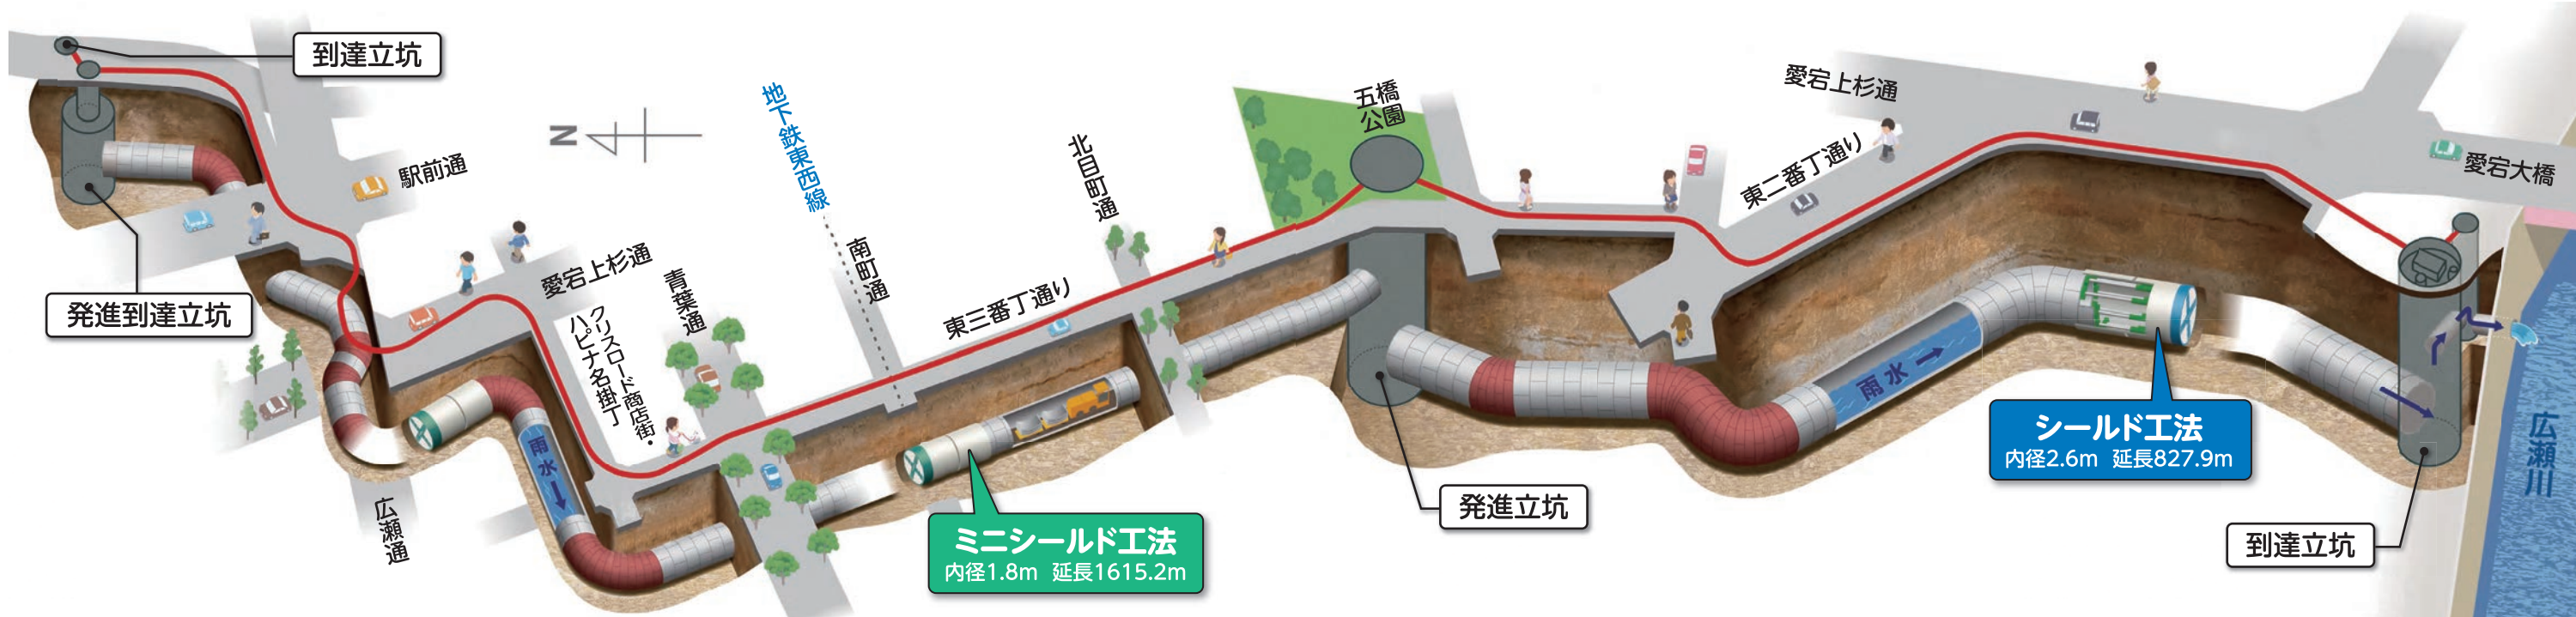 到達立坑
発進到達立坑
駅前通
広瀬通
N
愛宕上杉通
クリスロード商店街・
ハピナ名掛丁
青葉通
地下鉄東西線
南町通
東三番丁通り
北目町通
五橋
公園
雨水
ミニシールド工法
内径1.8m 延長1615.2m
発進立坑
東二番丁通り
愛宕上杉通
愛宕大橋
雨水
シールド工法
内径2.6m 延長827.9m
到達立坑
広瀬川